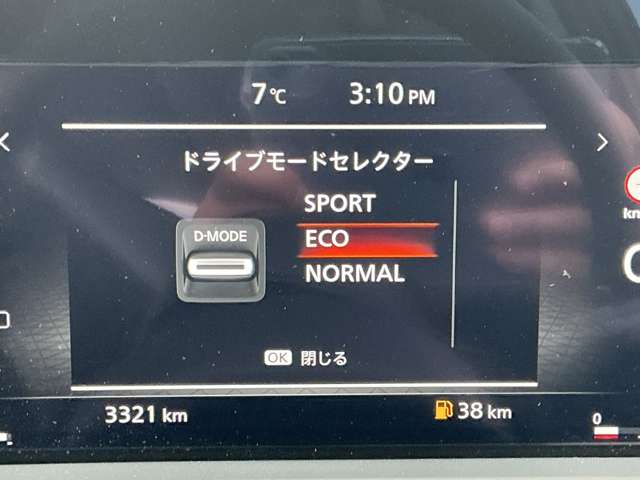 7℃ 3:10 PM
ドライブモードセレクター
SPORT
D-MODE
ECO
NORMAL
OK 閉じる
3321 km
38 km
0